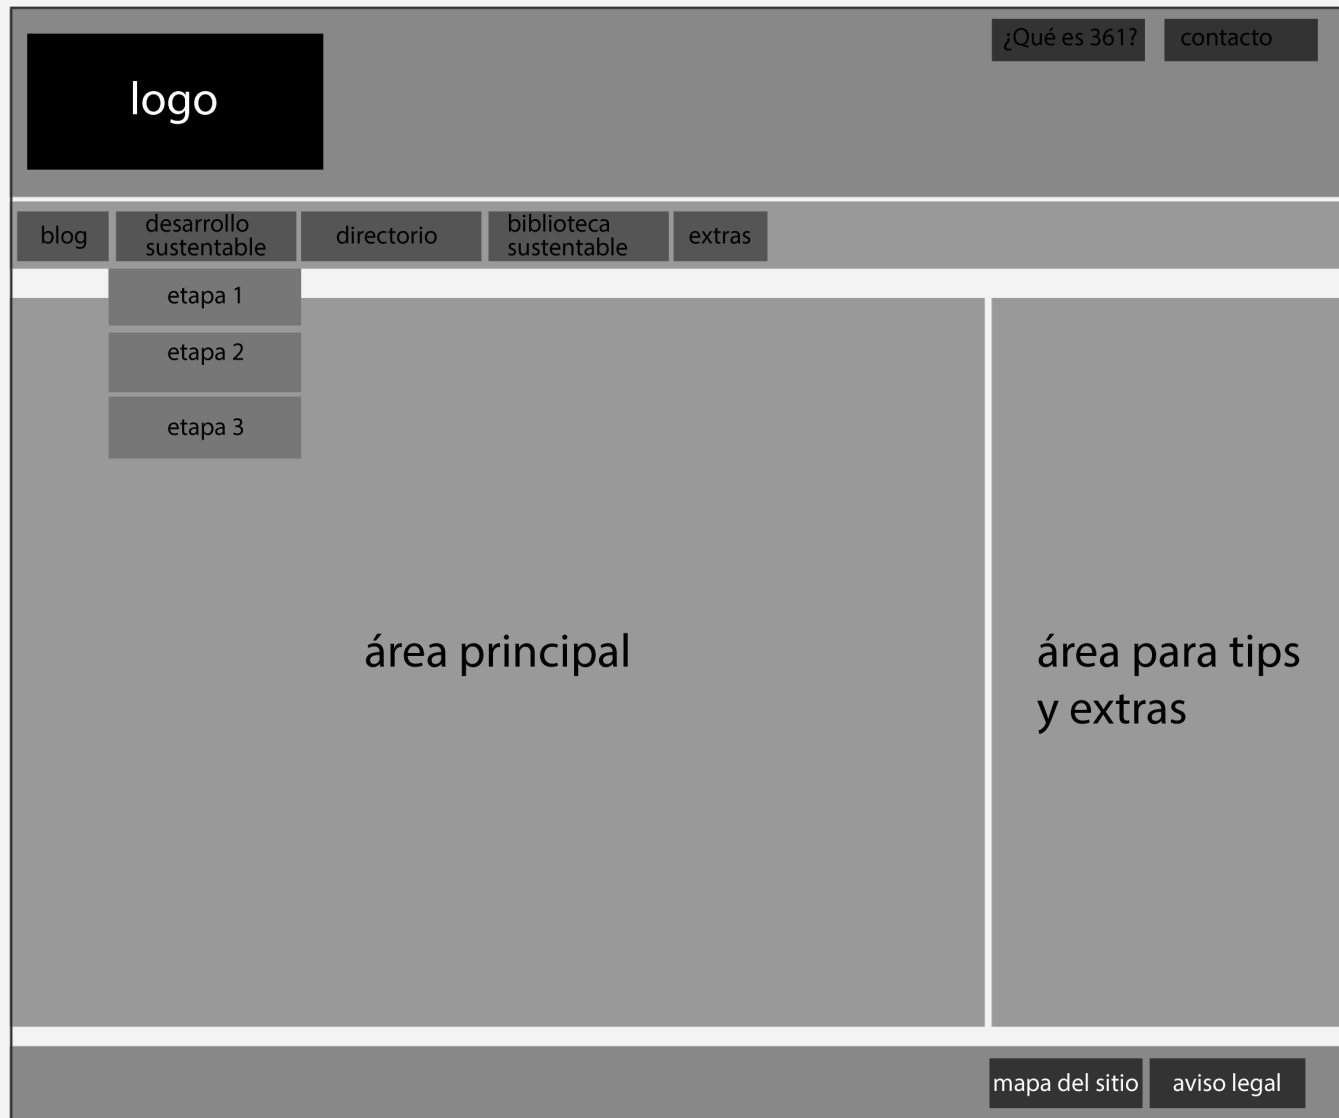 ¿Qué es 361?
contacto
logo
blog
desarrollo
sustentable
directorio
biblioteca
sustentable
extras
etapa 1
etapa 2
etapa 3
área principal
área para tips
y extras
mapa del sitio
aviso legal